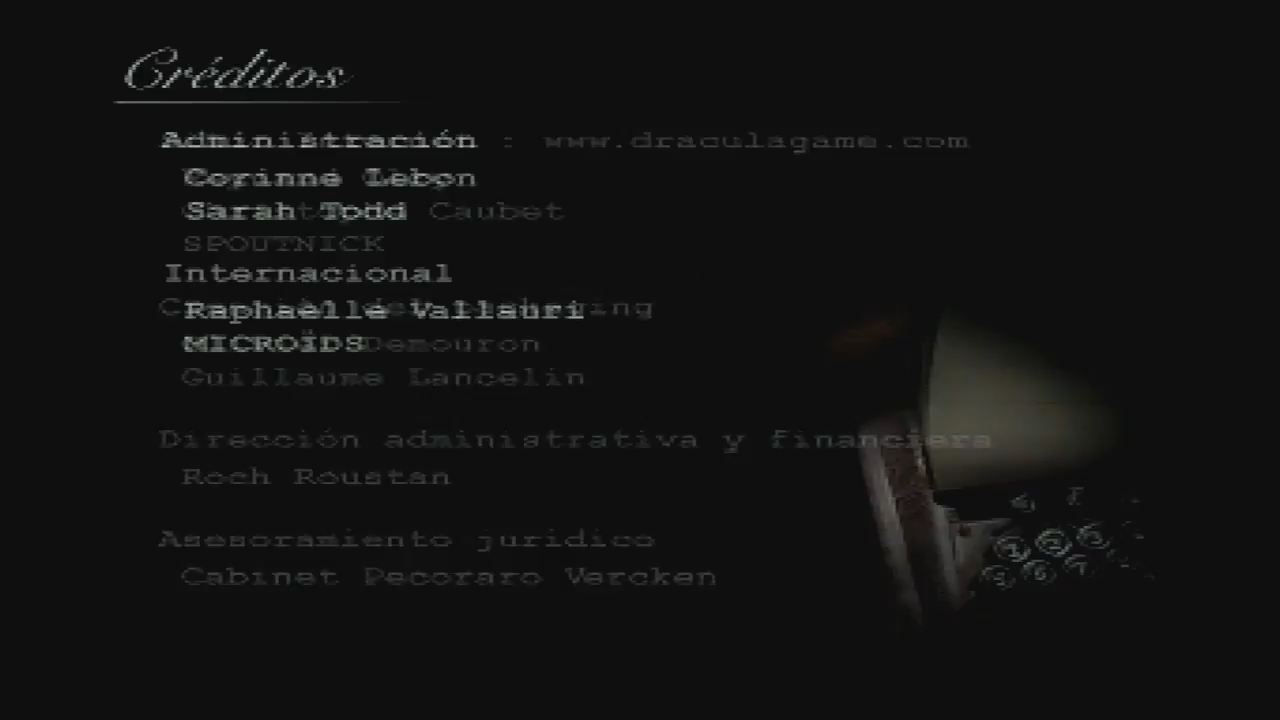 Créditos
Administración : www.draculagame.com
Corinne Lebon
Sarah Todd Caubet
SPOUTNICK
Internacional
Raphaëlle Vallauri
MICROÏDS Demouron
Guillaume Lancelin
Dirección administrativa y financiera
Roch Roustan
Asesoramiento jurídico
Cabinet Pecoraro Vercken